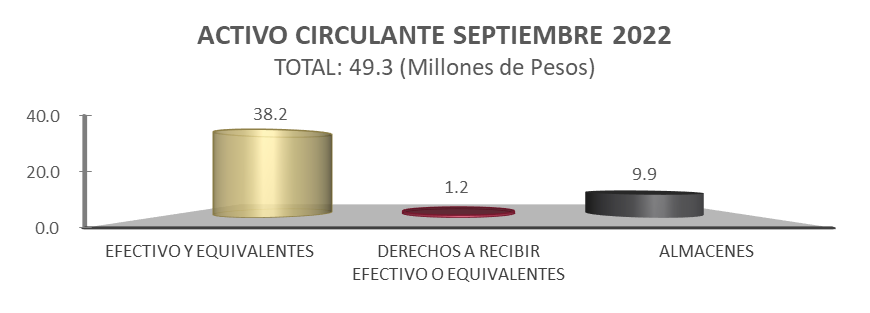 ACTIVO CIRCULANTE SEPTIEMBRE 2022
TOTAL: 49.3 (Millones de Pesos)
40.0
20.0
0.0
38.2
1.2
9.9
EFECTIVO Y EQUIVALENTES
DERECHOS A RECIBIR
EFECTIVO O EQUIVALENTES
ALMACENES